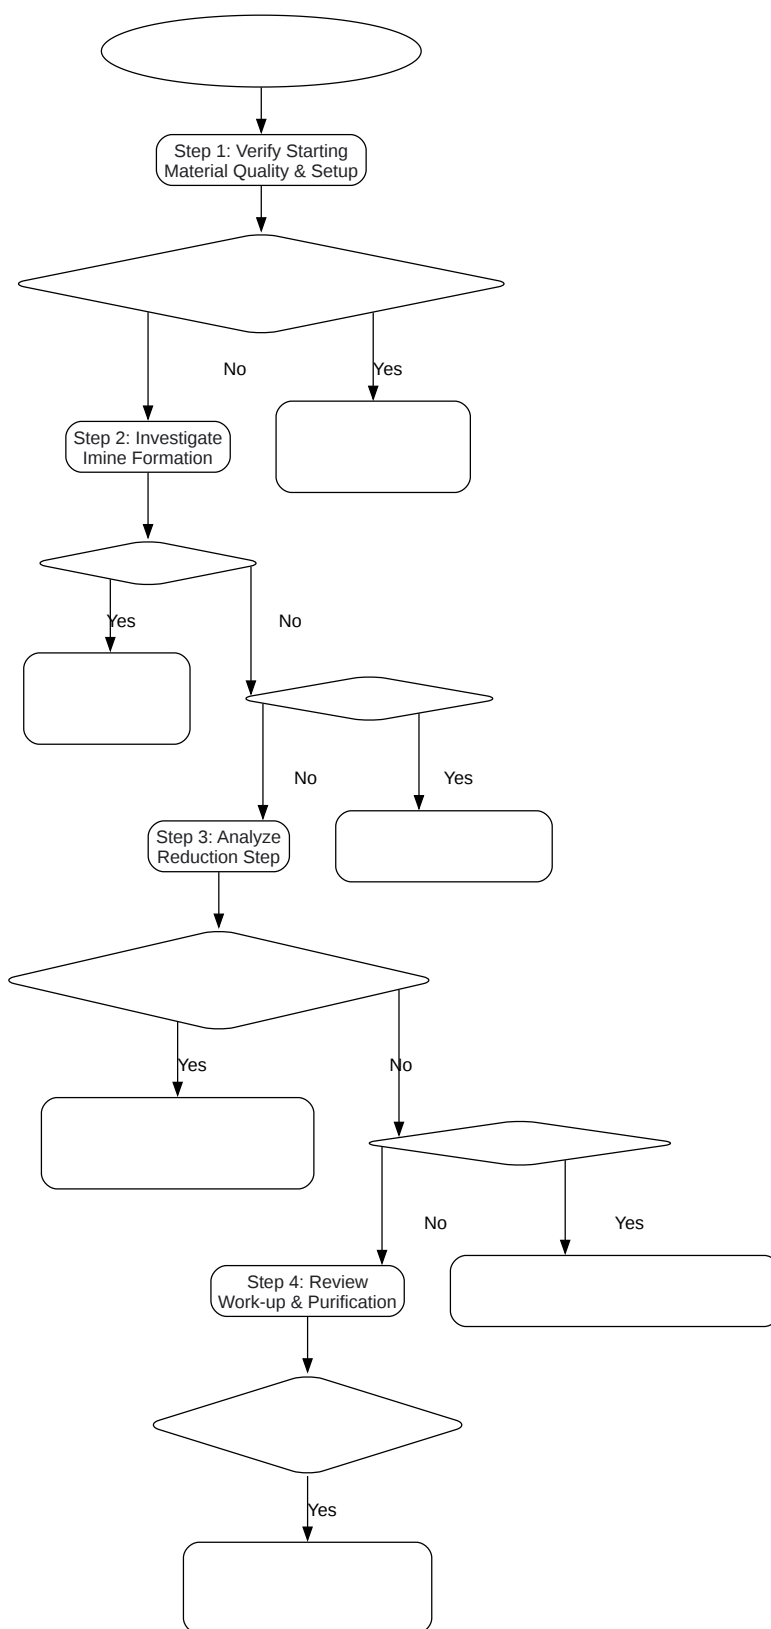 Step 1: Verify Starting
Material Quality & Setup
No
Yes
Step 2: Investigate
Imine Formation
Yes
No
No
Yes
Step 3: Analyze
Reduction Step
Yes
No
No
Yes
Step 4: Review
Work-up & Purification
Yes